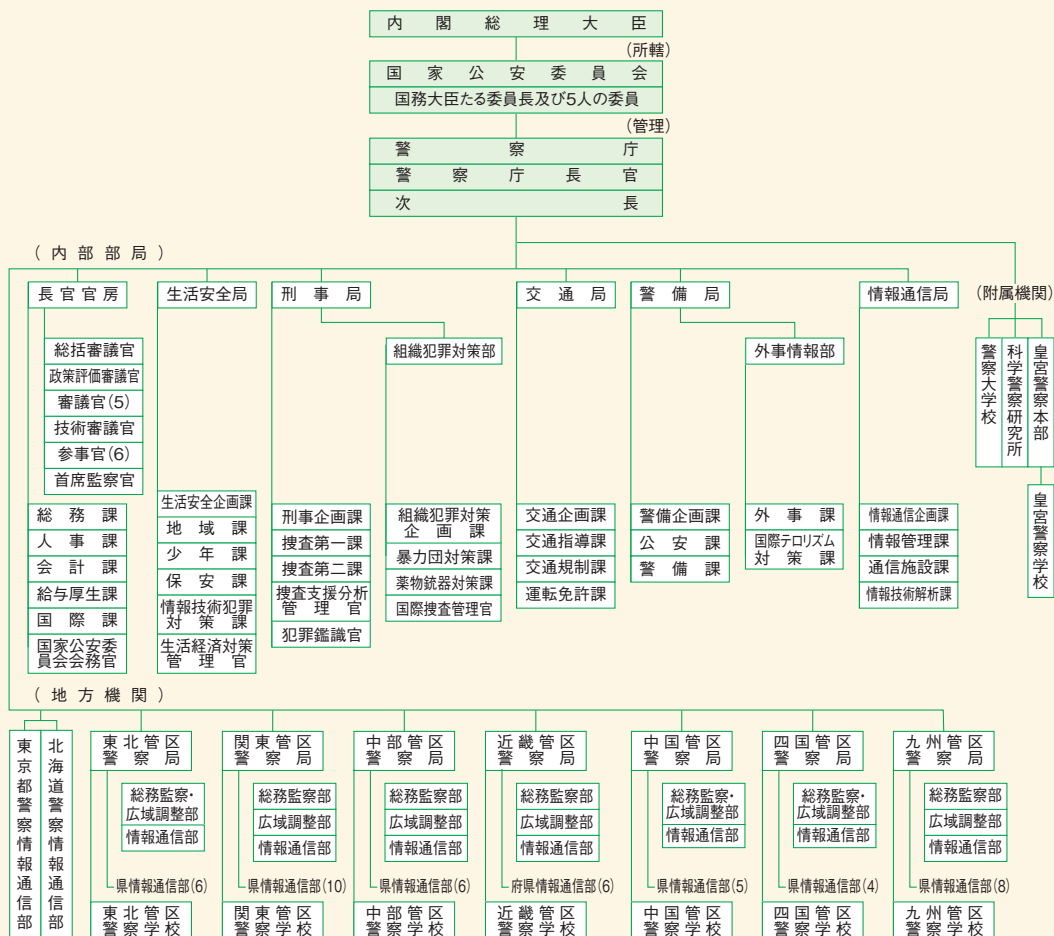 内閣総理大臣
(所轄)
国家公安委員会
国務大臣たる委員長及び5人の委員
(管理)
警察庁
警察庁長官
次長
(内部部局)
長官官房
生活安全局
刑事局
交通局
警備局
情報通信局
(附属機関)
総括審議官
政策評価審議官
審議官(5)
技術審議官
参事官(6)
首席監察官
組織犯罪対策部
外事情報部
警察大学校
科学警察研究所
皇宮警察本部
皇宮警察学校
総務課
人事課
会計課
給与厚生課
国際課
国家公安委
員会会務官
生活安全企画課
地域課
少年課
保安課
情報技術犯罪
対策課
生活経済対策
管理官
刑事企画課
捜査第一課
捜査第二課
捜査支援分析
管理官
犯罪鑑識官
組織犯罪対策
企画課
暴力団対策課
薬物銃器対策課
国際捜査管理官
交通企画課
交通指導課
交通規制課
運転免許課
警備企画課
公安課
警備課
外事課
国際テロリズム
対策課
情報通信企画課
情報管理課
通信施設課
情報技術解析課
(地方機関)
東京都警察情報通信部
北海道警察情報通信部
東北管区
警察局
総務監察・
広域調整部
情報通信部
県情報通信部(6)
東北管区
警察学校
関東管区
警察局
総務監察部
広域調整部
情報通信部
県情報通信部(10)
関東管区
警察学校
中部管区
警察局
総務監察部
広域調整部
情報通信部
県情報通信部(6)
中部管区
警察学校
近畿管区
警察局
総務監察部
広域調整部
情報通信部
府県情報通信部(6)
近畿管区
警察学校
中国管区
警察局
総務監察・
広域調整部
情報通信部
県情報通信部(5)
中国管区
警察学校
四国管区
警察局
総務監察・
広域調整部
情報通信部
県情報通信部(4)
四国管区
警察学校
九州管区
警察局
総務監察部
広域調整部
情報通信部
県情報通信部(8)
九州管区
警察学校